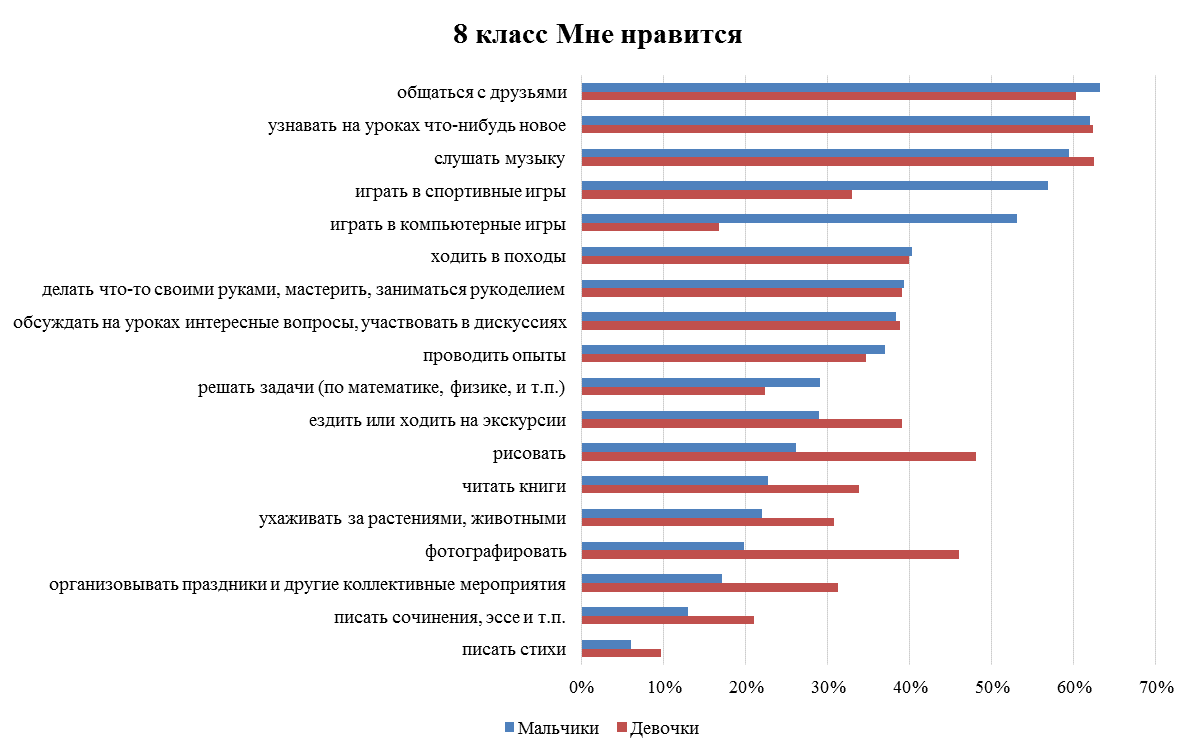 8 класс Мне нравится
общаться с друзьями
узнавать на уроках что-нибудь новое
слушать музыку
играть в спортивные игры
играть в компьютерные игры
ходить в походы
делать что-то своими руками, мастерить, заниматься рукоделием
обсуждать на уроках интересные вопросы, участвовать в дискуссиях
проводить опыты
решать задачи (по математике, физике, и т.п.)
ездить или ходить на экскурсии
рисовать
читать книги
ухаживать за растениями, животными
фотографировать
организовывать праздники и другие коллективные мероприятия
писать сочинения, эссе и т.п.
писать стихи
0% 10% 20% 30% 40% 50% 60% 70%
Мальчики Девочки